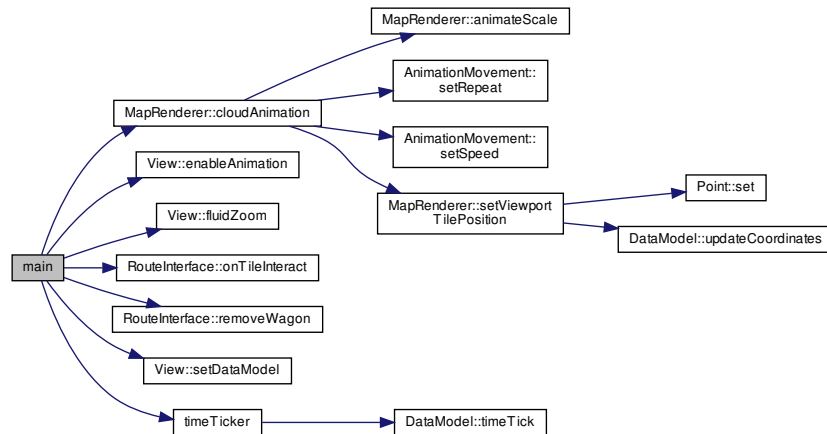 MapRenderer::animateScale
AnimationMovement::
setRepeat
MapRenderer::cloudAnimation
AnimationMovement::
setSpeed
View::enableAnimation
Point::set
MapRenderer::setViewport
TilePosition
View::fluidZoom
DataModel::updateCoordinates
main
RouteInterface::onTileInteract
RouteInterface::removeWagon
View::setDataModel
timeTicker
DataModel::timeTick